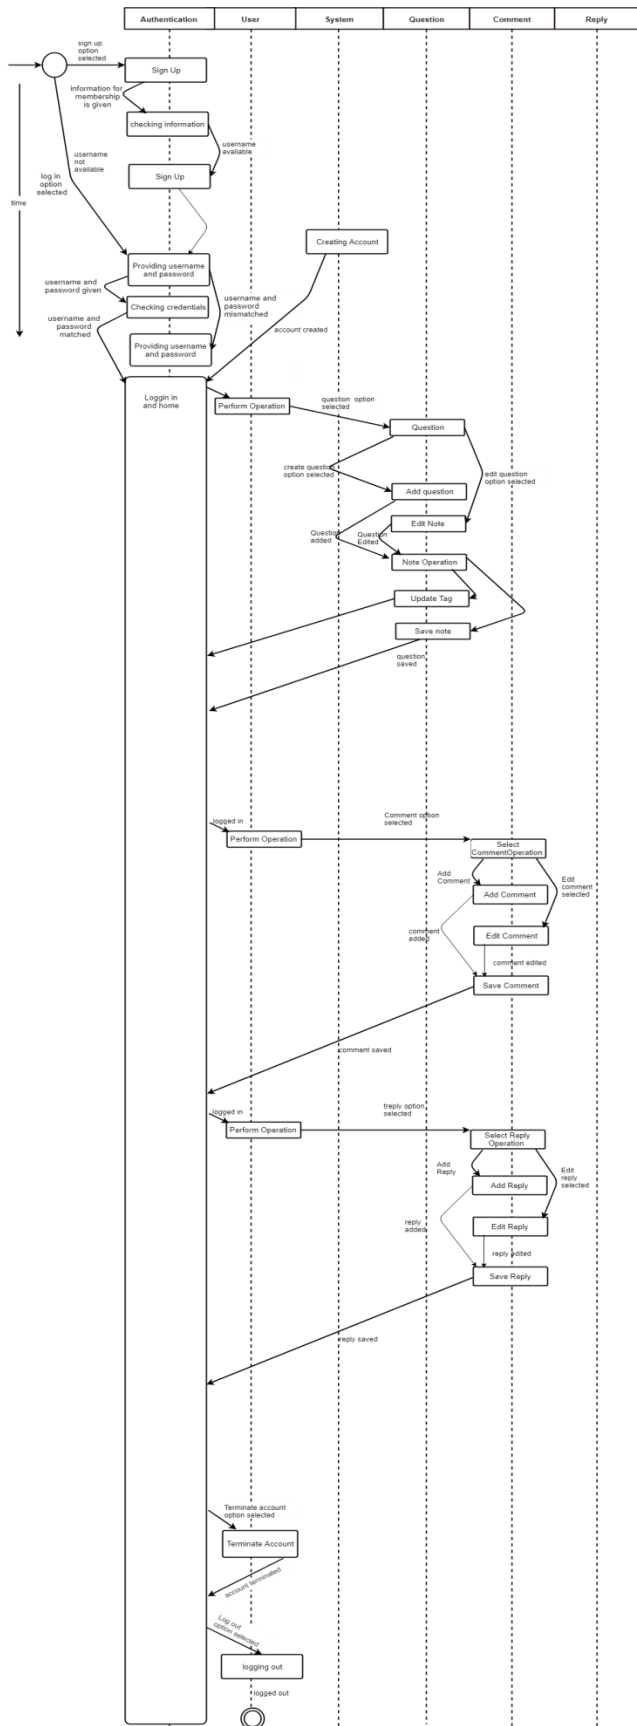 Authentication
User
System
Question
Comment
Reply
sign up
option
selected
Sign Up
information for
membership
is given
checking information
username
available
username
not
available
log in
option
selected
Sign Up
time
Creating Account
Providing username
and password
username and
password given
Checking credentials
username and
password
mismatched
username and
password
matched
account created
Providing username
and password
Loggin in
and home
Perform Operation
question option
selected
Question
create question
option selected
edit question
option selected
Add question
Question
added
Edit Note
Question
Edited
Note Operation
Update Tag
Save note
question
saved
logged in
Perform Operation
Comment option
selected
Select
CommentOperation
Add
Comment
Edit
comment
selected
Add Comment
comment
added
Edit Comment
comment edited
Save Comment
comment saved
logged in
Perform Operation
treply option
selected
Select Reply
Operation
Add
Reply
Edit
reply
selected
Add Reply
reply
added
Edit Reply
reply edited
Save Reply
reply saved
Terminate account
option selected
Terminate Account
account terminated
Log out
option selected
logging out
logged out